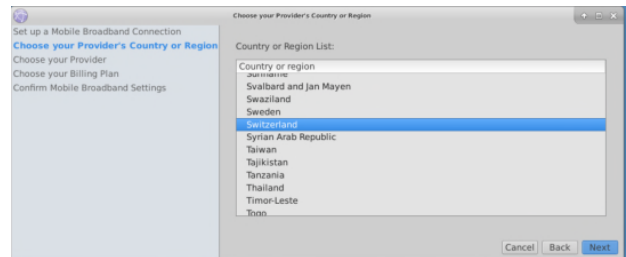 Choose your Provider's Country or Region
Set up a Mobile Broadband Connection
Choose your Provider's Country or Region
Choose your Provider
Choose your Billing Plan
Confirm Mobile Broadband Settings
Country or Region List:
Country or region
Suriname
Svalbard and Jan Mayen
Swaziland
Sweden
Switzerland
Syrian Arab Republic
Taiwan
Tajikistan
Tanzania
Thailand
Timor-Leste
Togo
Cancel Back Next